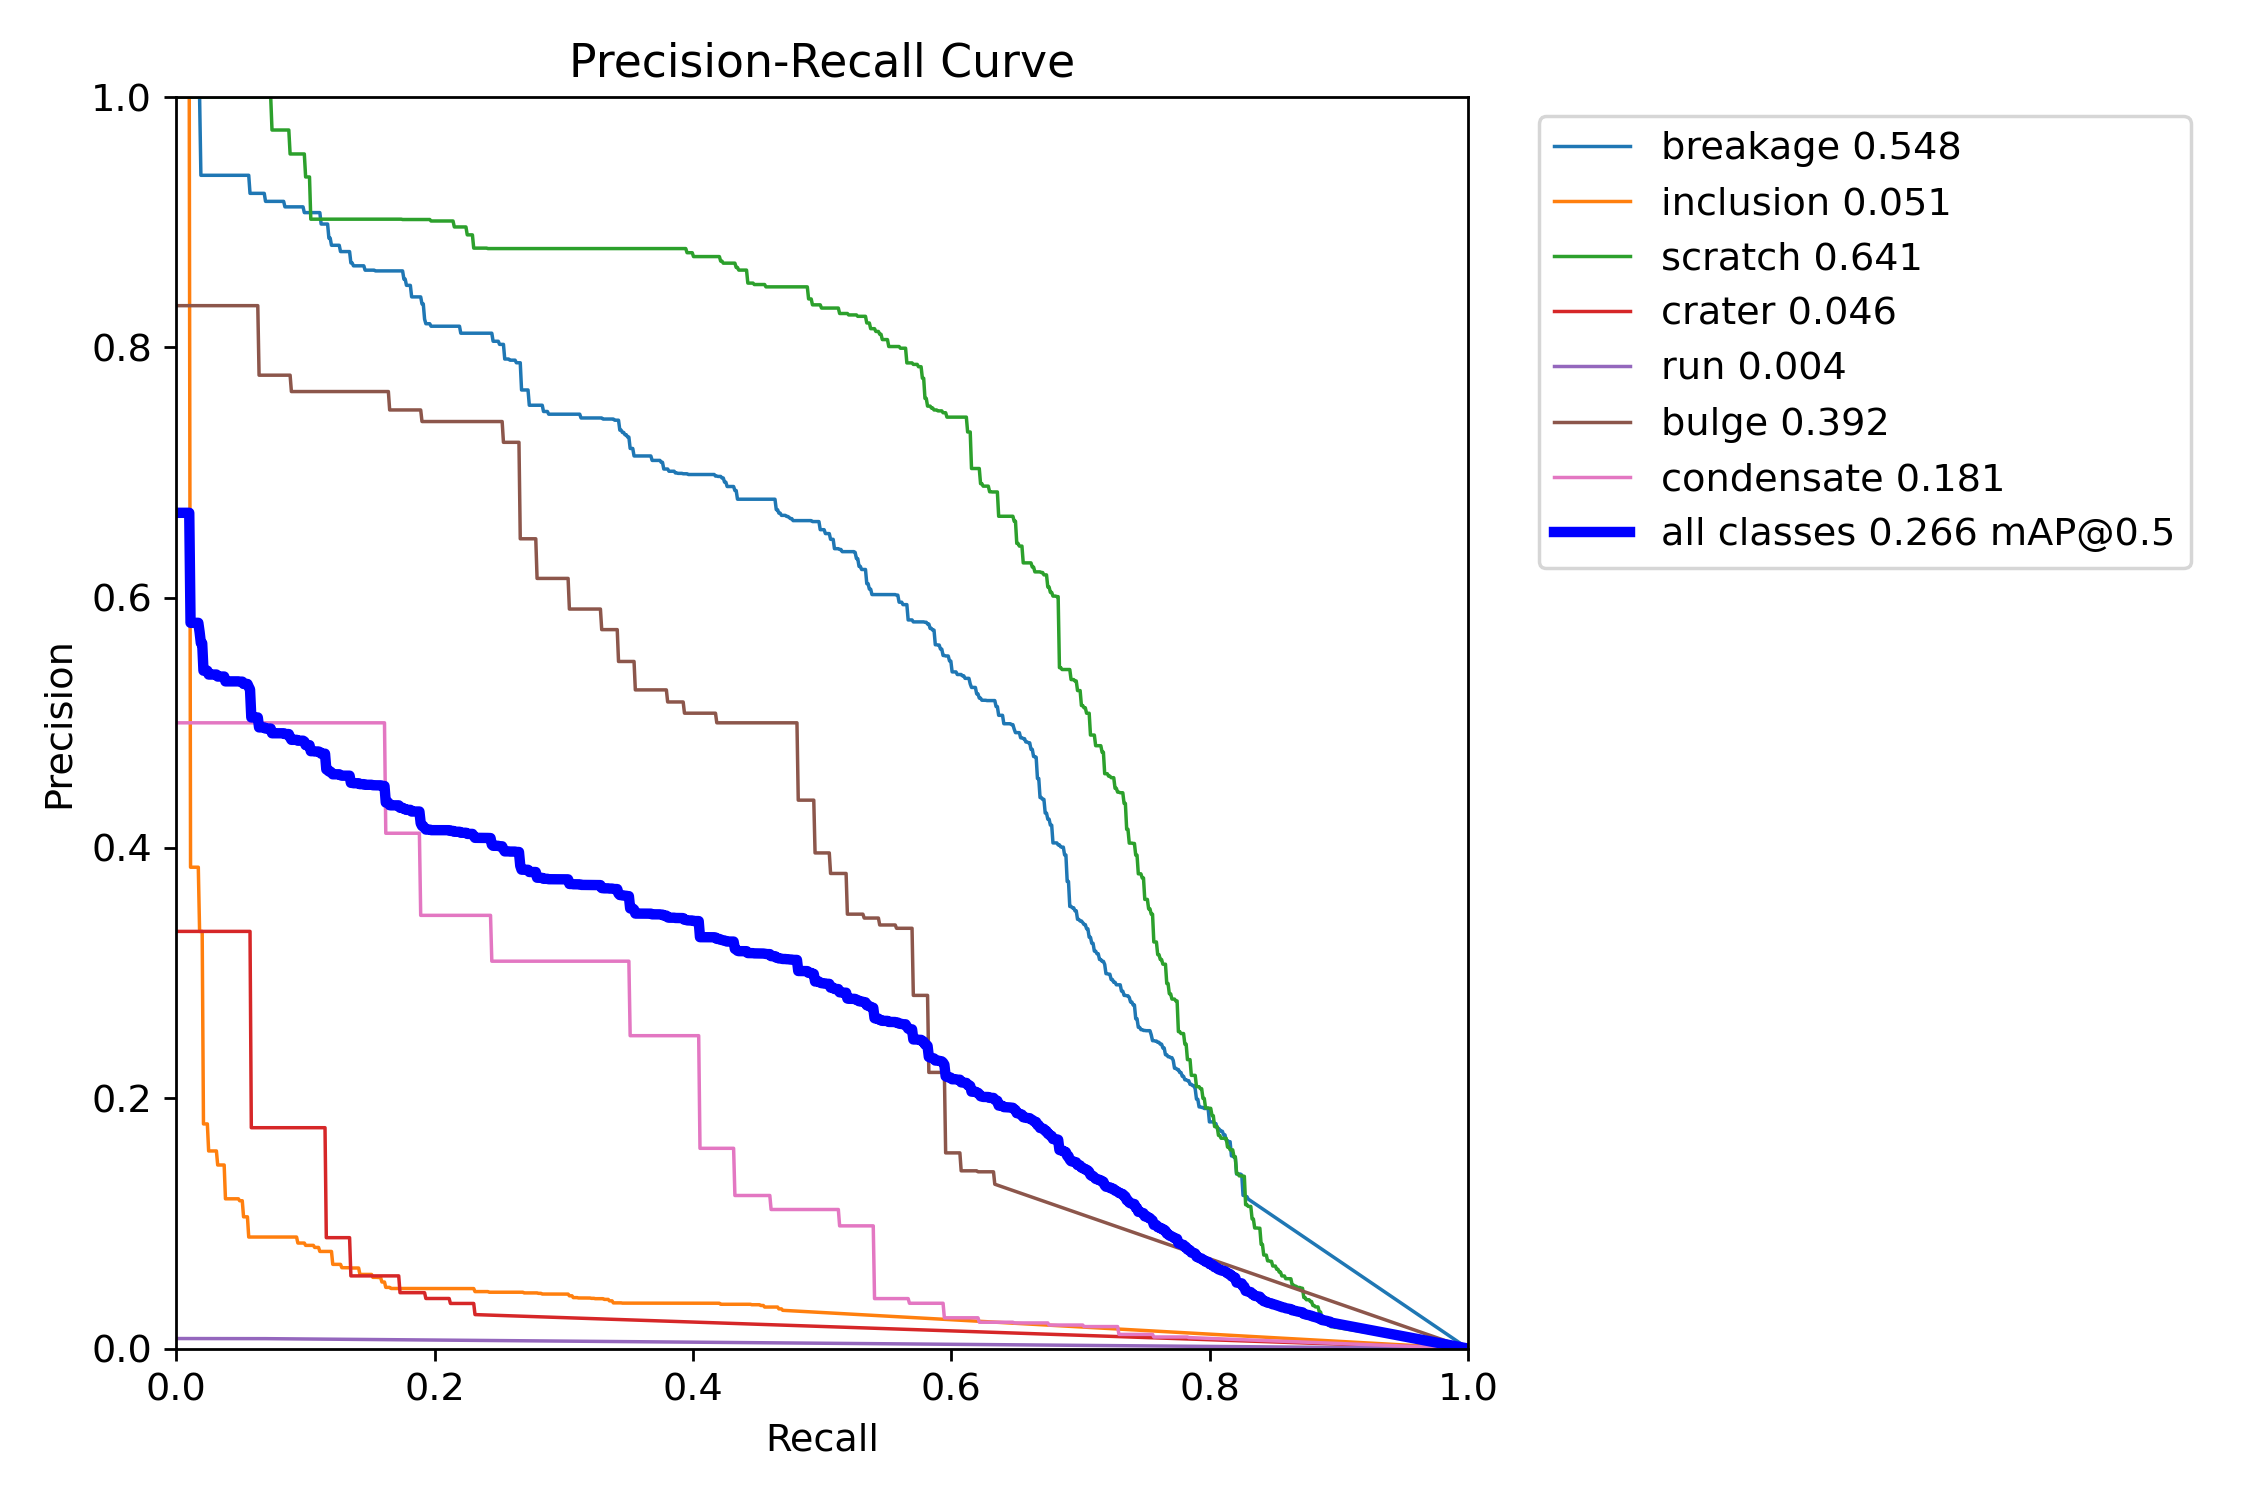 Precision-Recall Curve
1.0
0.8
0.6
0.4
0.2
0.0
Precision
0.0 0.2 0.4 0.6 0.8 1.0
Recall
breakage 0.548
inclusion 0.051
scratch 0.641
crater 0.046
run 0.004
bulge 0.392
condensate 0.181
all classes 0.266 mAP@0.5